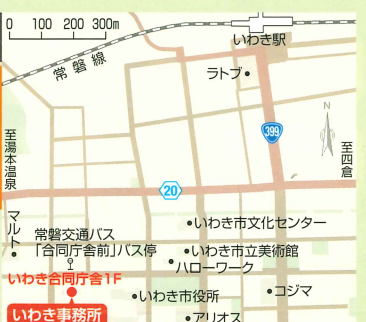 0 100 200 300m
いわき駅
常磐線
ラトブ
N
399
至四倉
至湯本温泉
20
マルト
いわき市文化センター
常磐交通バス
「合同庁舎前」バス停
いわき市立美術館
ハローワーク
いわき合同庁舎1F
いわき市役所
コジマ
いわき事務所
アリオス